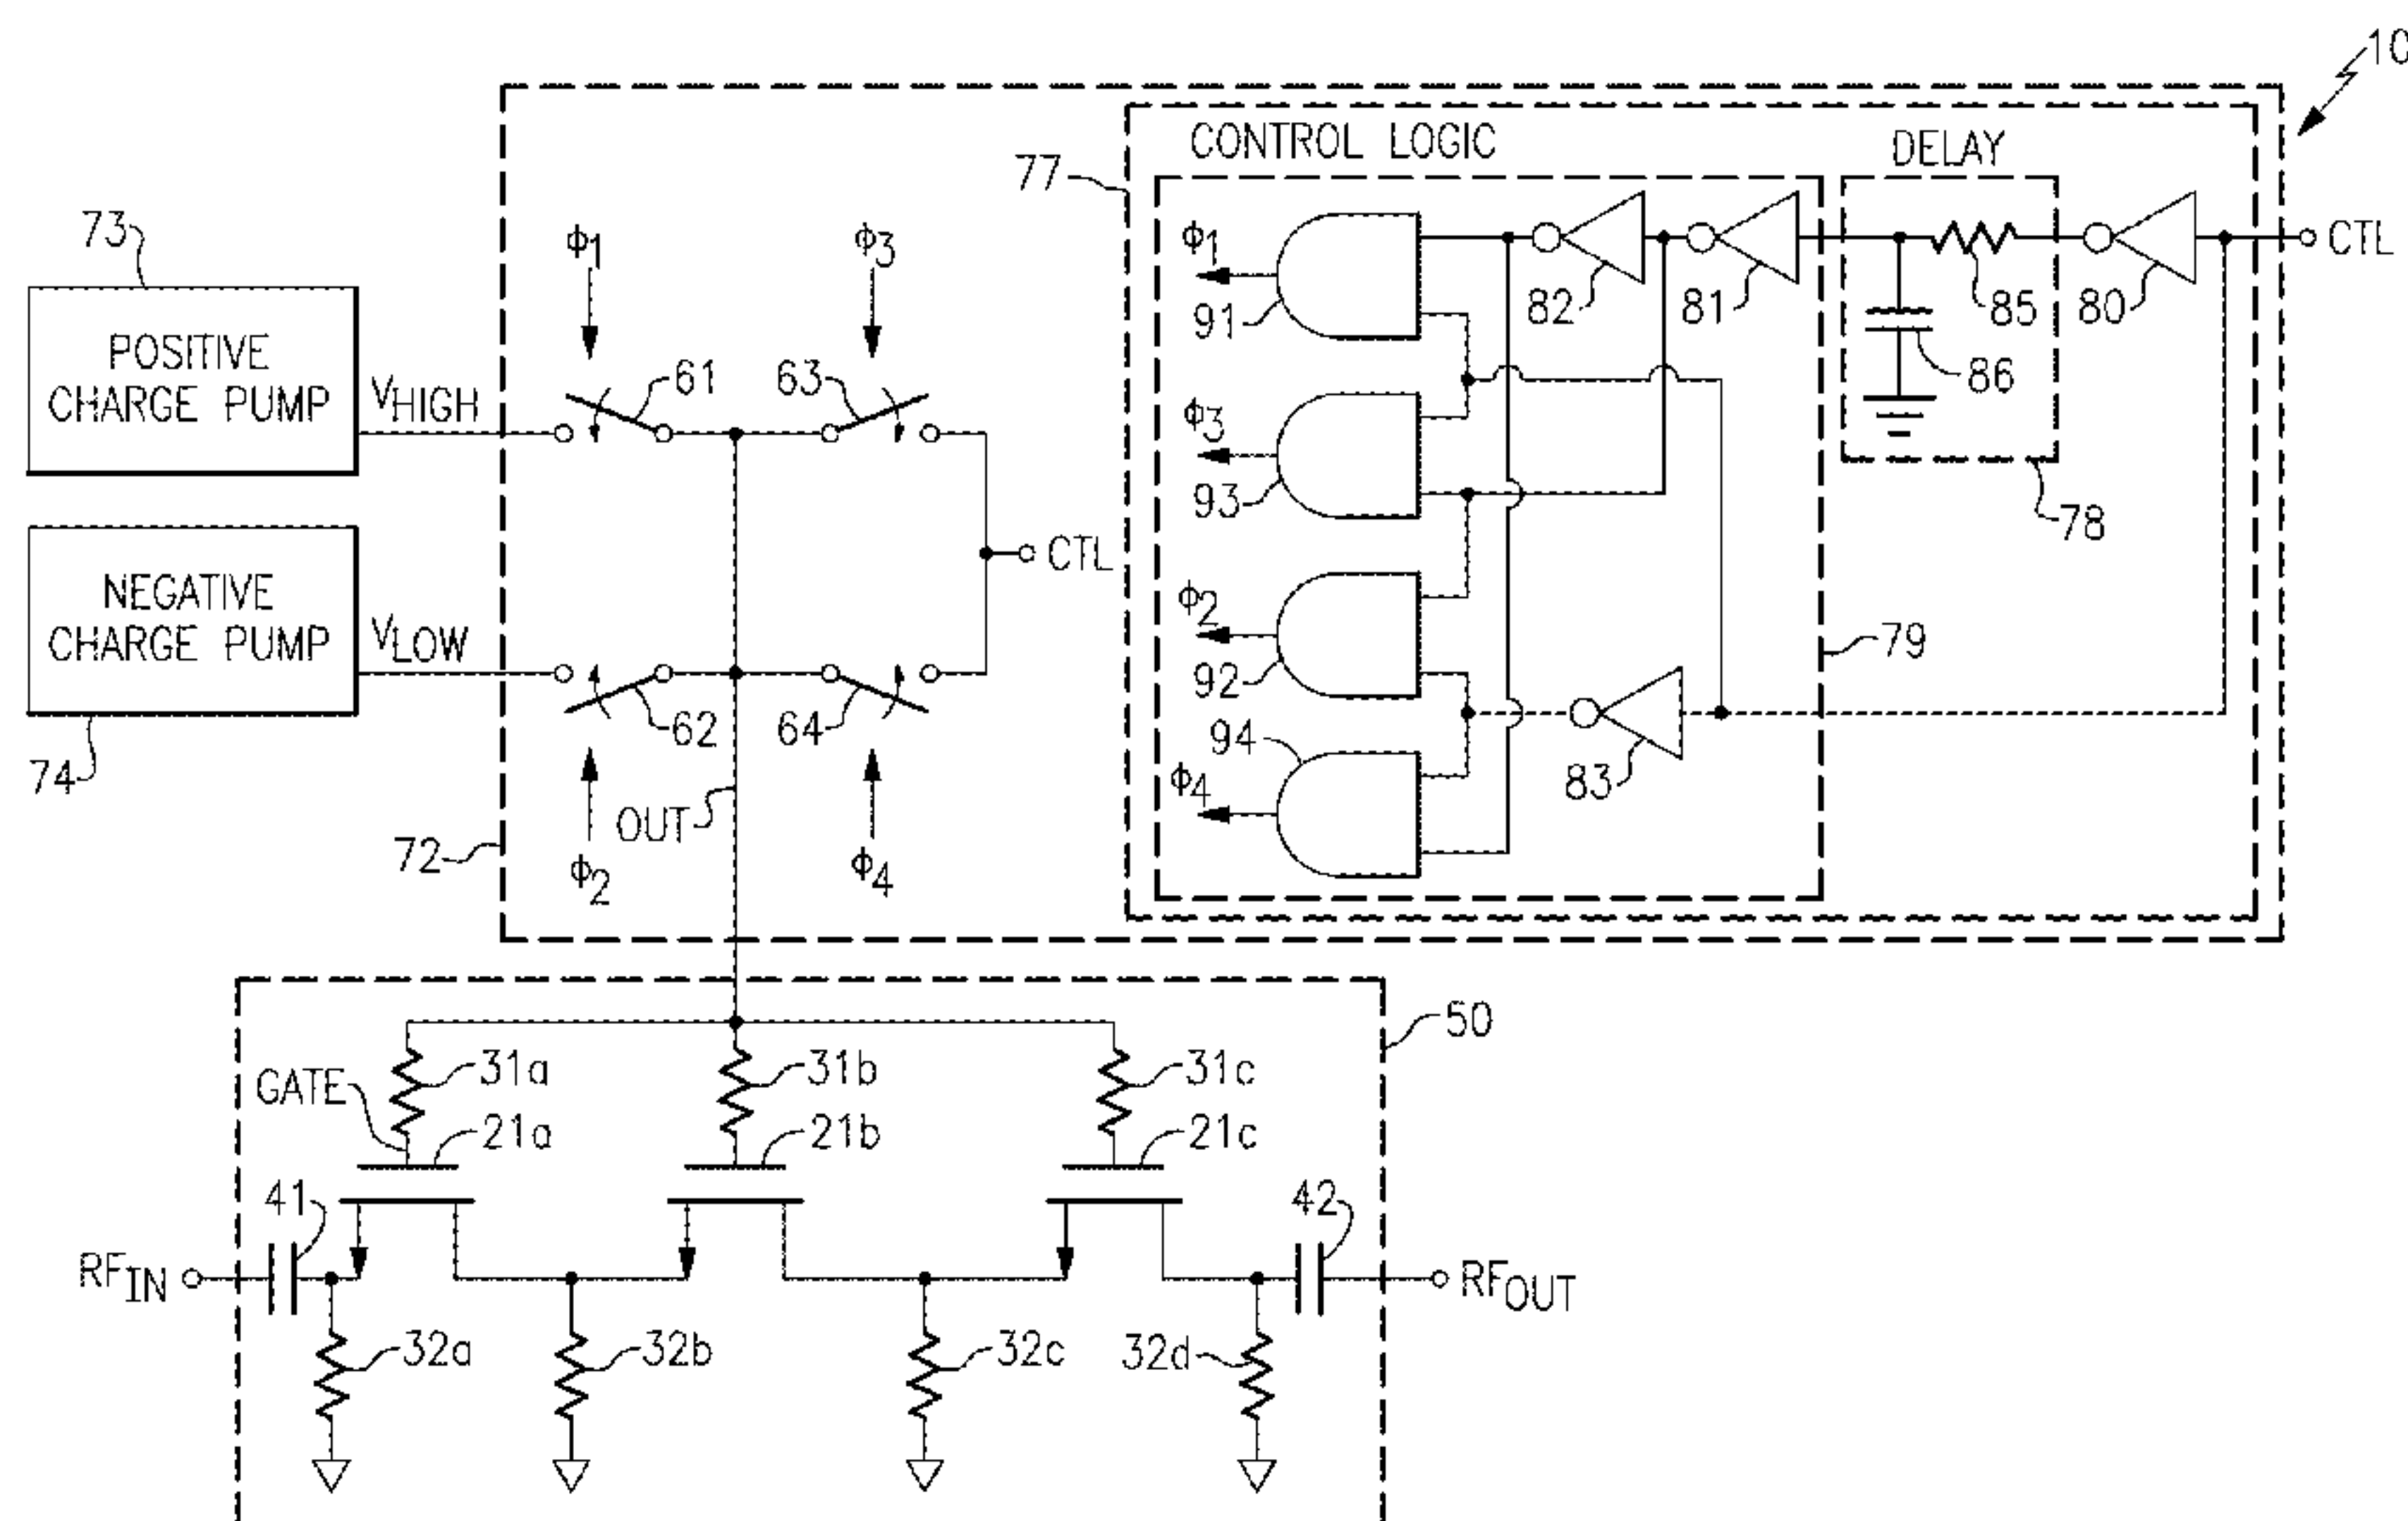 10
CONTROL LOGIC
DELAY
77
73
ϕ1
ϕ3
ϕ1
CTL
91
82
81
85
80
POSITIVE
CHARGE PUMP
VHIGH
61
63
86
ϕ3
93
78
CTL
NEGATIVE
CHARGE PUMP
VLOW
ϕ2
92
79
62
64
94
74
ϕ4
83
OUT
72
ϕ2
ϕ4
50
GATE
31a
31b
31c
21a
21b
21c
41
42
RFIN
RFOUT
32a
32b
32c
32d